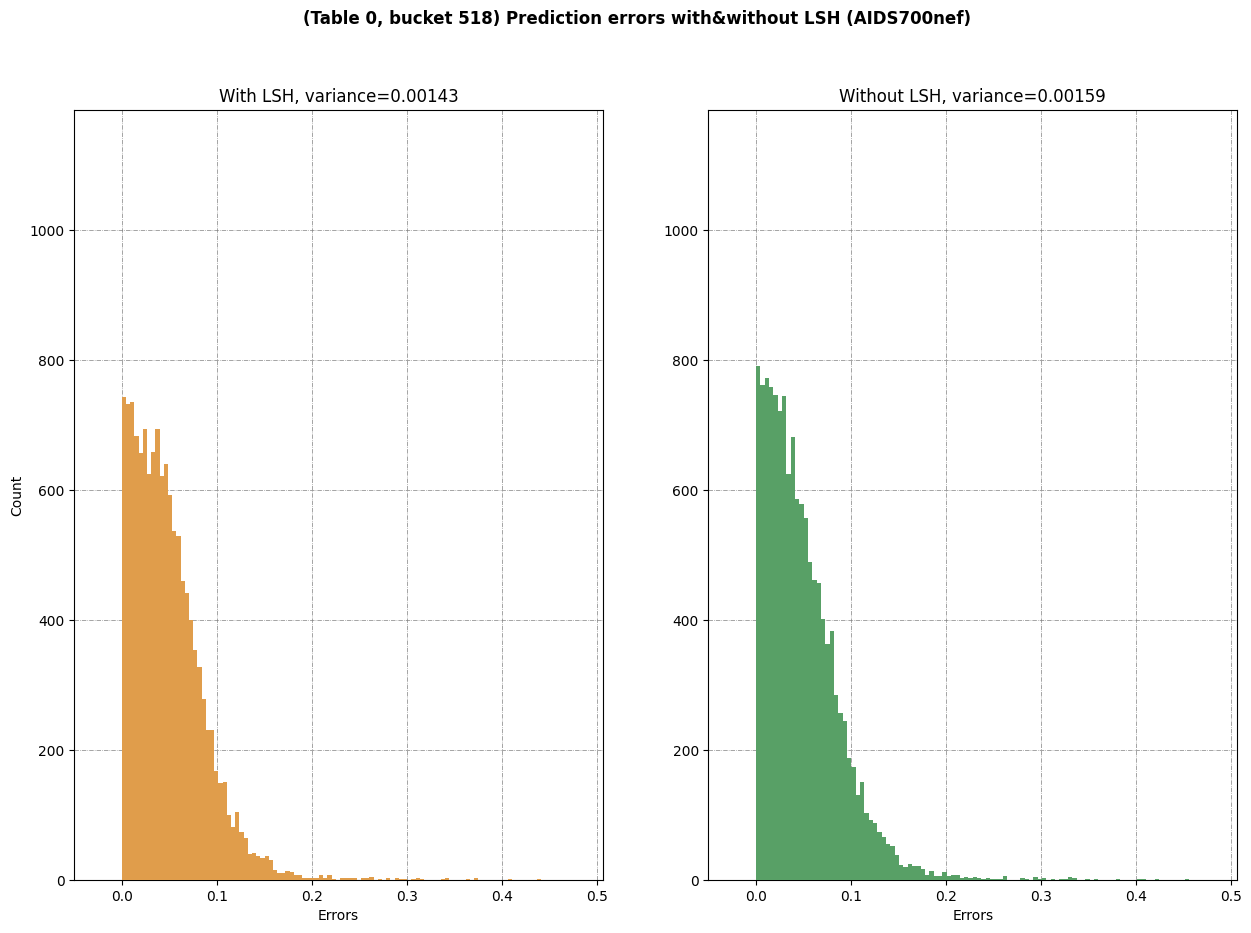 (Table 0, bucket 518) Prediction errors with&without LSH (AIDS700nef)
With LSH, variance=0.00143
Without LSH, variance=0.00159
1000
800
600
400
200
0
Count
0.0 0.1 0.2 0.3 0.4 0.5
Errors
1000
800
600
400
200
0
0.0 0.1 0.2 0.3 0.4 0.5
Errors